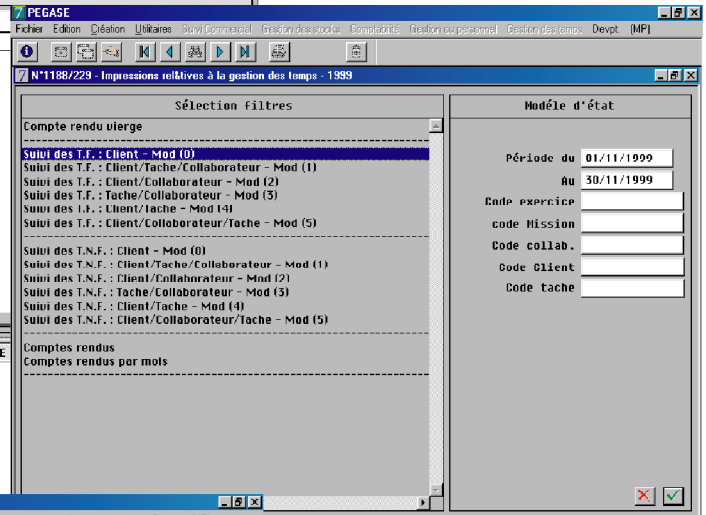 7 PEGASE
Fichier Edition Création Utilitaires Suivi Commercial Gestion des stocks Comptabilité Gestion du personnel Gestion des temps Devpt. (MP)
7 N°1188/229 - Impressions reltives à la gestion des temps - 1999
Sélection filtres
Compte rendu vierge
Suivi des T.F. : Client - Mod (0)
Suivi des T.F. : Client/Tache/Collaborateur - Mod (1)
Suivi des T.F. : Client/Collaborateur - Mod (2)
Suivi des T.F. : Tache/Collaborateur - Mod (3)
Suivi des T.F. : Client/Tache - Mod (4)
Suivi des T.F. : Client/Collaborateur/Tache - Mod (5)
Suivi des T.N.F. : Client - Mod (0)
Suivi des T.N.F. : Client/Tache/Collaborateur - Mod (1)
Suivi des T.N.F. : Client/Collaborateur - Mod (2)
Suivi des T.N.F. : Tache/Collaborateur - Mod (3)
Suivi des T.N.F. : Client/Tache - Mod (4)
Suivi des T.N.F. : Client/Collaborateur/Tache - Mod (5)
Comptes rendus
Comptes rendus par mois
Modéle d'état
Période du 01/11/1999
Au 30/11/1999
Code exercice
code Mission
Code collab.
Code Client
Code tache
E